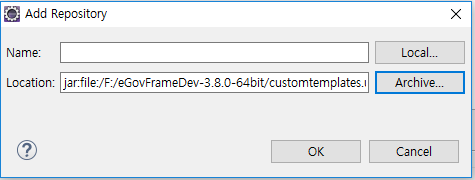 Add Repository
Name:
Local...
Location:
jar:file:/F:/eGovFrameDev-3.8.0-64bit/customtemplates.
Archive...
?
OK
Cancel